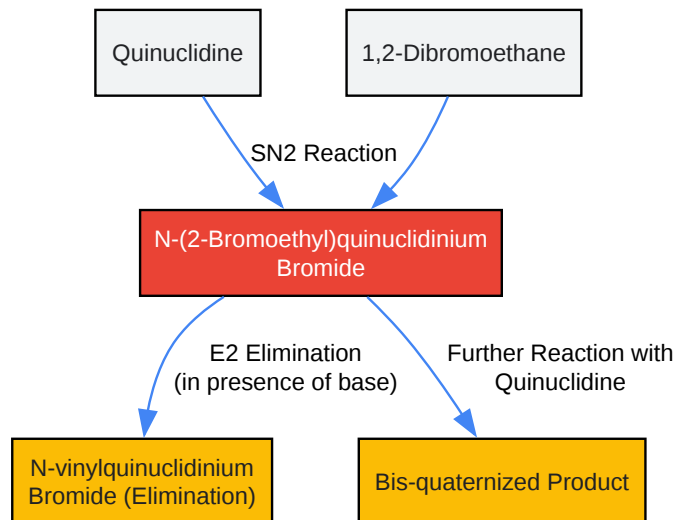 Quinuclidine
1,2-Dibromoethane
SN2 Reaction
N-(2-Bromoethyl)quinuclidinium
Bromide
E2 Elimination
(in presence of base)
Further Reaction with
Quinuclidine
N-vinylquinuclidinium
Bromide (Elimination)
Bis-quaternized Product